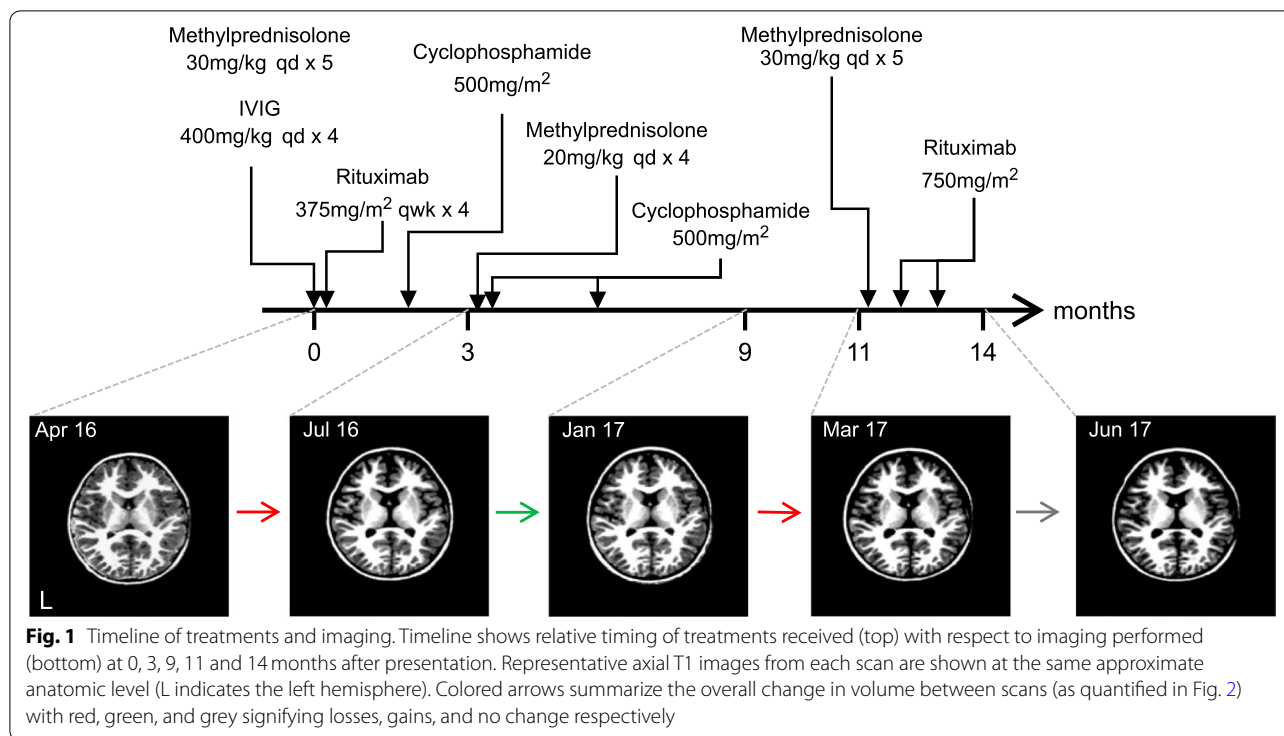 Methylprednisolone
30mg/kg qd x 5
IVIG
400mg/kg qd x 4
Rituximab
375mg/m² qwk x 4
Cyclophosphamide
500mg/m²
Methylprednisolone
20mg/kg qd x 4
Cyclophosphamide
500mg/m²
Methylprednisolone
30mg/kg qd x 5
Rituximab
750mg/m²
months
0 3 9 11 14
Apr 16 Jul 16 Jan 17 Mar 17 Jun 17
L
Fig. 1 Timeline of treatments and imaging. Timeline shows relative timing of treatments received (top) with respect to imaging performed
(bottom) at 0, 3, 9, 11 and 14 months after presentation. Representative axial T1 images from each scan are shown at the same approximate
anatomic level (L indicates the left hemisphere). Colored arrows summarize the overall change in volume between scans (as quantified in Fig. 2)
with red, green, and grey signifying losses, gains, and no change respectively